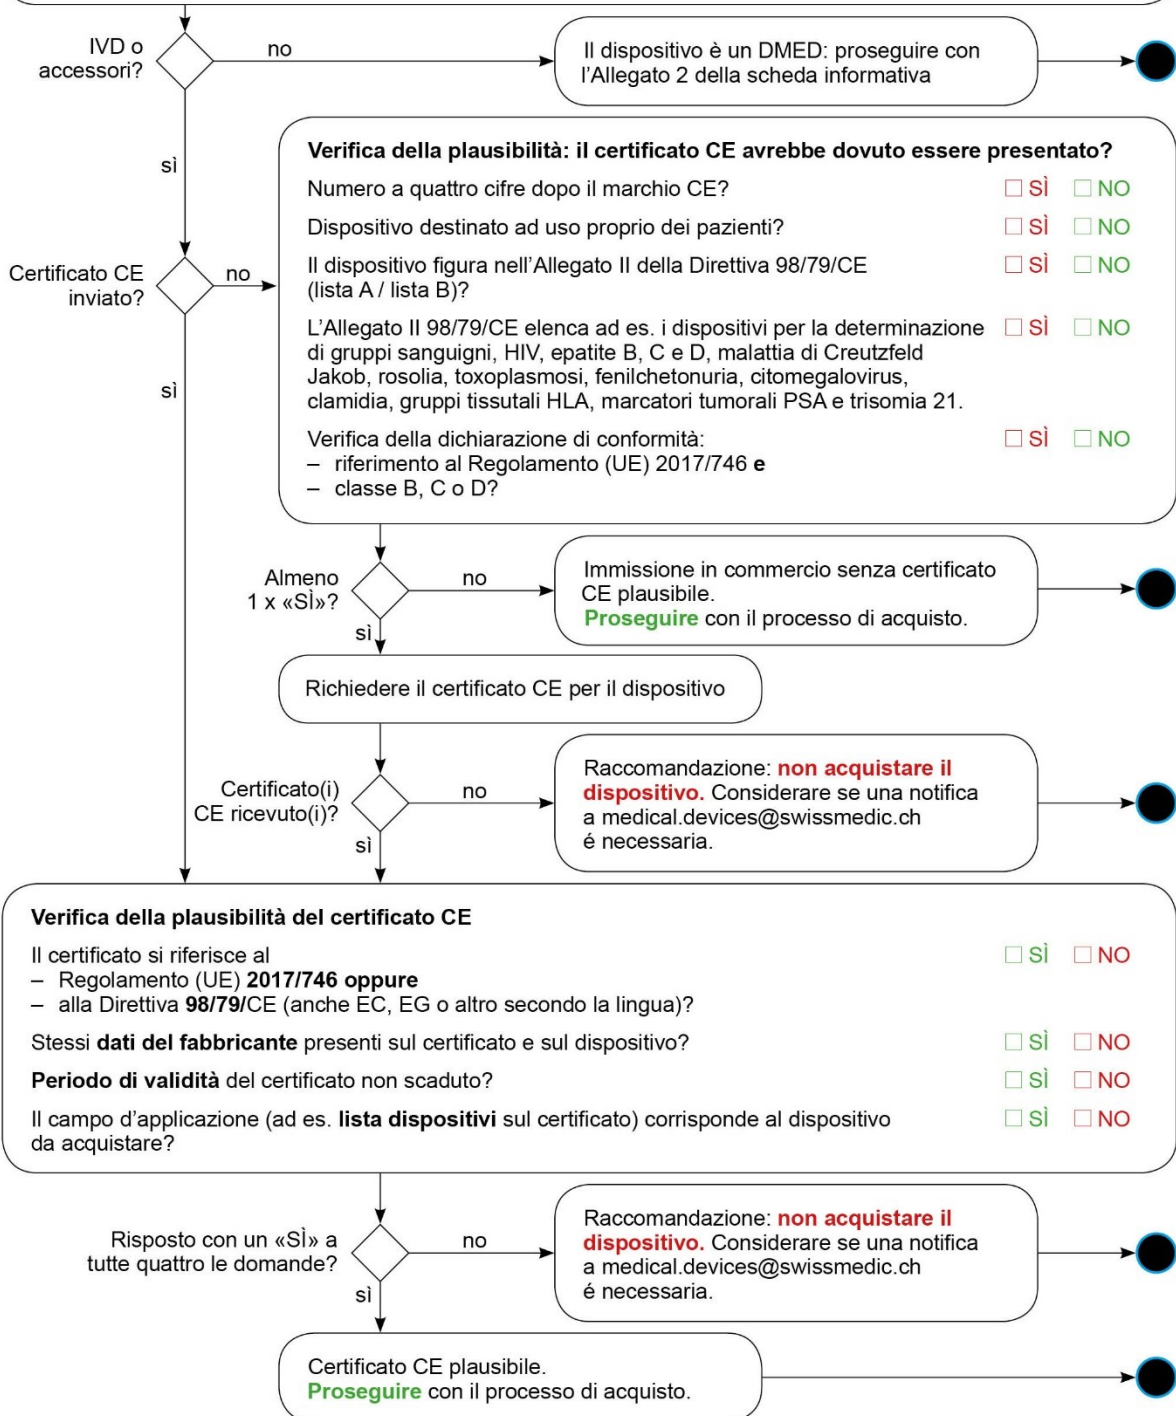 IVD o
accessori?
no
Il dispositivo è un DMED: proseguire con
l’Allegato 2 della scheda informativa
sì
Verifica della plausibilità: il certificato CE avrebbe dovuto essere presentato?
Numero a quattro cifre dopo il marchio CE? SÌ NO
Dispositivo destinato ad uso proprio dei pazienti? SÌ NO
Il dispositivo figura nell’Allegato II della Direttiva 98/79/CE SÌ NO
(lista A / lista B)?
L’Allegato II 98/79/CE elenca ad es. i dispositivi per la determinazione SÌ NO
di gruppi sanguigni, HIV, epatite B, C e D, malattia di Creutzfeld
Jakob, rosolia, toxoplasmosi, fenilchetonuria, citomegalovirus,
clamidia, gruppi tissutali HLA, marcatori tumorali PSA e trisomia 21.
Verifica della dichiarazione di conformità: SÌ NO
– riferimento al Regolamento (UE) 2017/746 e
– classe B, C o D?
Certificato CE
inviato?
no
sì
Almeno
1 x «SÌ»?
no
Immissione in commercio senza certificato
CE plausibile.
Proseguire con il processo di acquisto.
sì
Richiedere il certificato CE per il dispositivo
Certificato(i)
CE ricevuto(i)?
no
Raccomandazione: non acquistare il
dispositivo. Considerare se una notifica
a medical.devices@swissmedic.ch
é necessaria.
sì
Verifica della plausibilità del certificato CE
Il certificato si riferisce al SÌ NO
– Regolamento (UE) 2017/746 oppure
– alla Direttiva 98/79/CE (anche EC, EG o altro secondo la lingua)?
Stessi dati del fabbricante presenti sul certificato e sul dispositivo? SÌ NO
Periodo di validità del certificato non scaduto? SÌ NO
Il campo d’applicazione (ad es. lista dispositivi sul certificato) corrisponde al dispositivo SÌ NO
da acquistare?
Risposto con un «SÌ» a
tutte quattro le domande?
no
Raccomandazione: non acquistare il
dispositivo. Considerare se una notifica
a medical.devices@swissmedic.ch
é necessaria.
sì
Certificato CE plausibile.
Proseguire con il processo di acquisto.